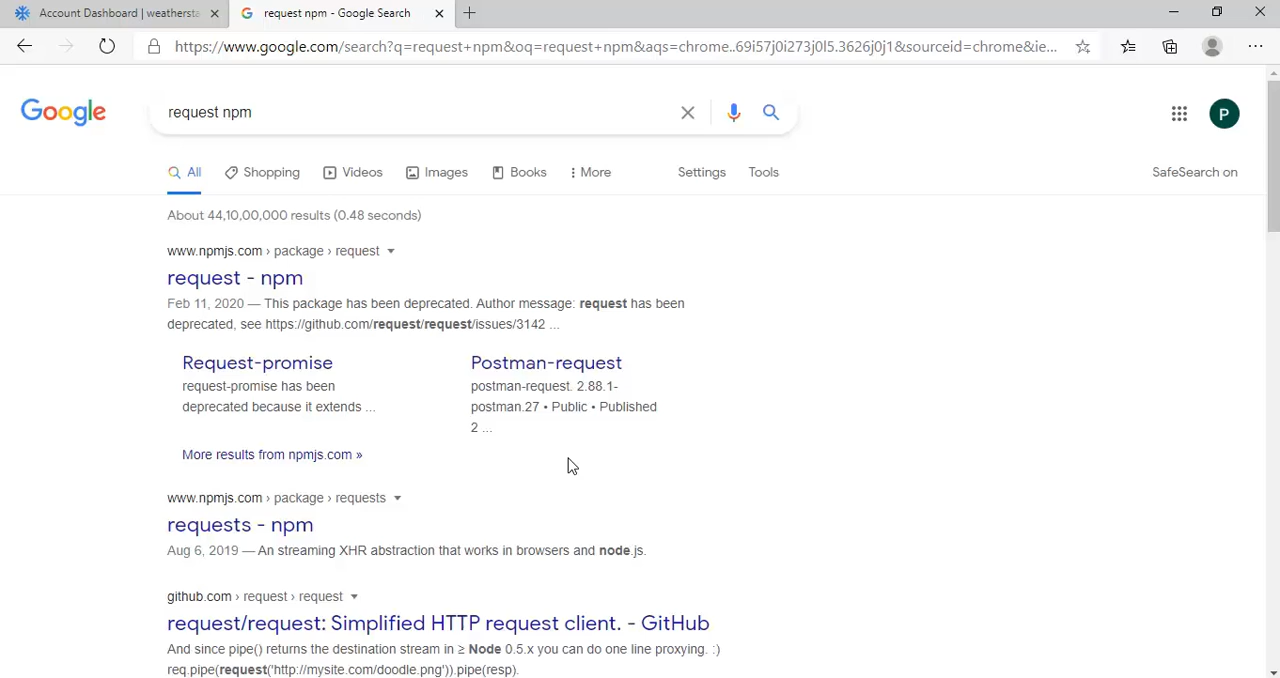 Account Dashboard | weathersta
request npm - Google Search
https://www.google.com/search?q=request+npm&oq=request+npm&aqs=chrome..69i57j0i273j0l5.3626j0j1&sourceid=chrome&ie...
Google
request npm
P
All
Shopping
Videos
Images
Books
More
Settings
Tools
SafeSearch on
About 44,10,00,000 results (0.48 seconds)
www.npmjs.com › package › request
request - npm
Feb 11, 2020 — This package has been deprecated. Author message: request has been
deprecated, see https://github.com/request/request/issues/3142 ...
Request-promise
request-promise has been
deprecated because it extends ...
Postman-request
postman-request. 2.88.1-
postman.27 • Public • Published
2 ...
More results from npmjs.com »
www.npmjs.com › package › requests
requests - npm
Aug 6, 2019 — An streaming XHR abstraction that works in browsers and node.js.
github.com › request › request
request/request: Simplified HTTP request client. - GitHub
And since pipe() returns the destination stream in ≥ Node 0.5.x you can do one line proxying. :)
req.pipe(request('http://mysite.com/doodle.png')).pipe(resp).